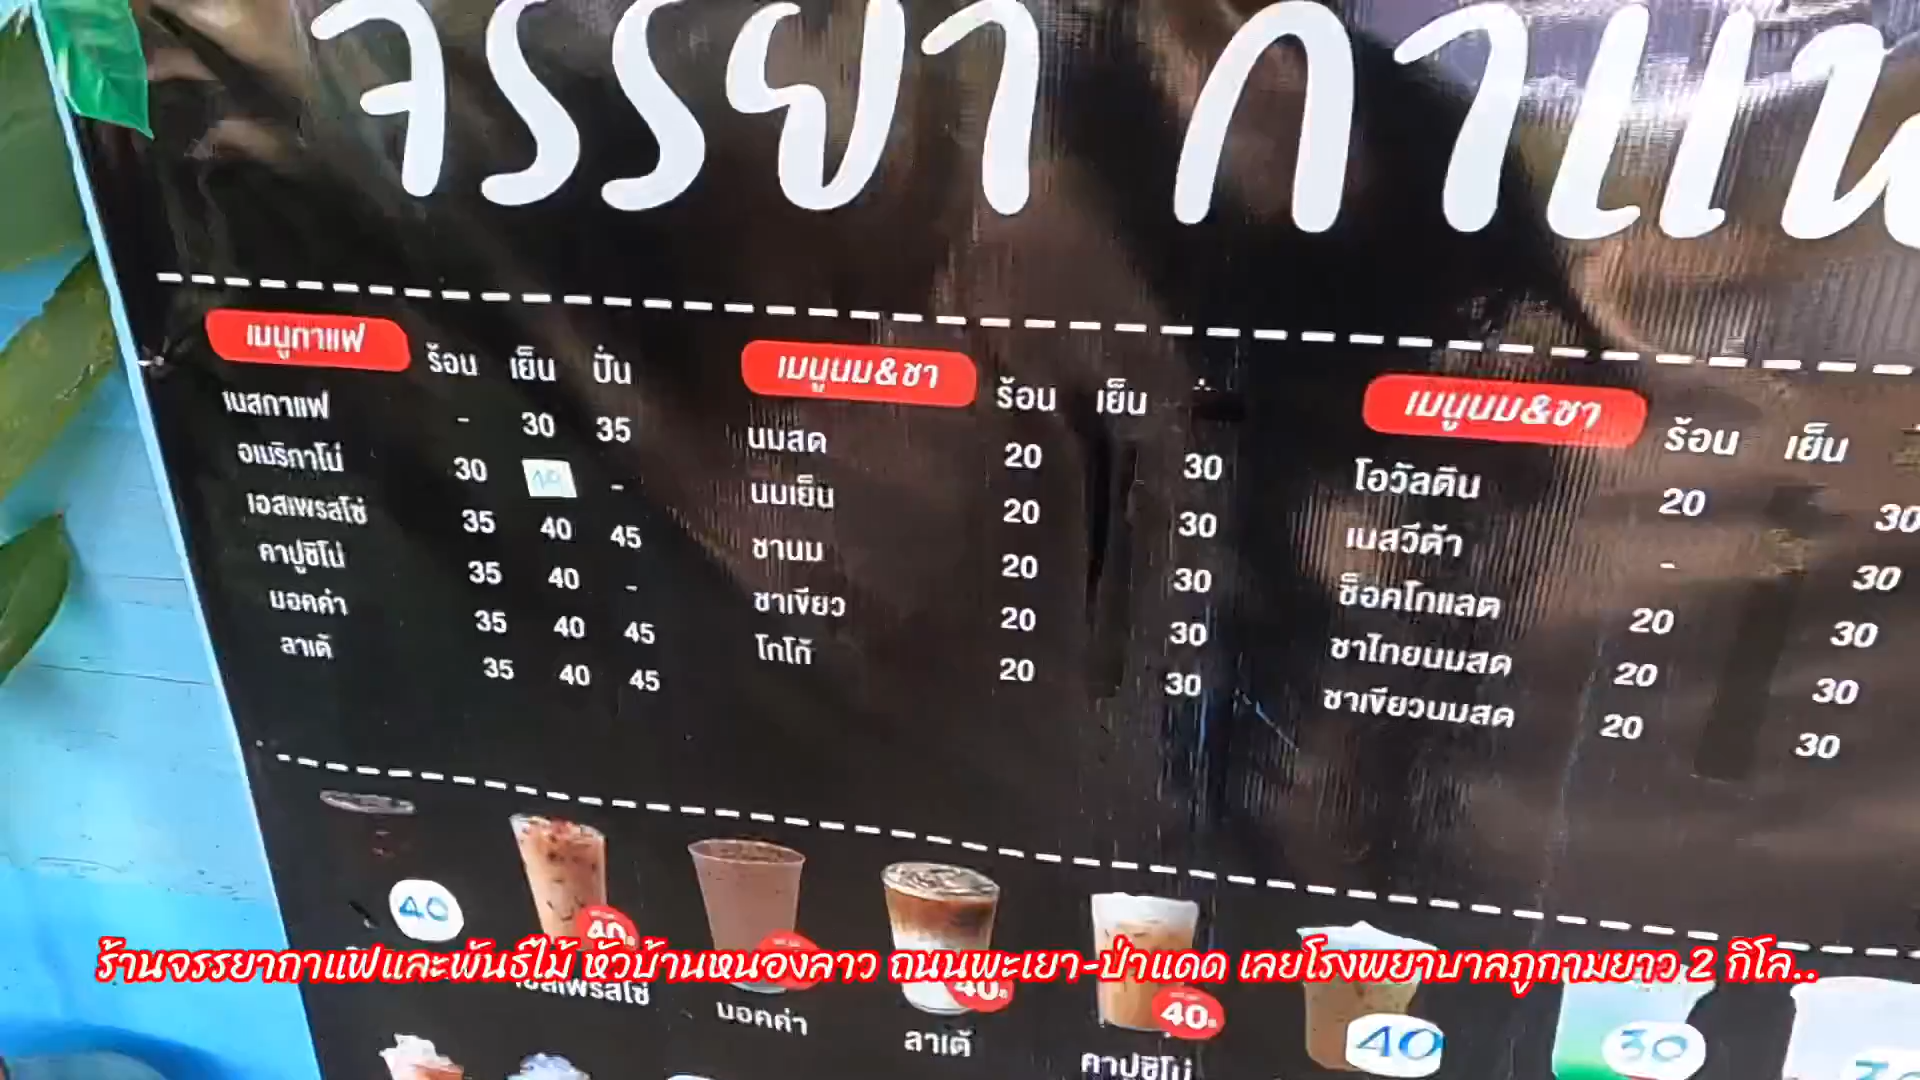 จรรยา กาแฟ
เมนูกาแฟ ร้อน เย็น ปั่น
เนสกาแฟ - 30 35
อเมริกาโน่ 30 40 -
เอสเพรสโซ่ 35 40 45
คาปูชิโน่ 35 40 -
มอคค่า 35 40 45
ลาเต้ 35 40 45
เมนูนม&ชา ร้อน เย็น
นมสด 20 30
นมเย็น 20 30
ชานม 20 30
ชาเขียว 20 30
โกโก้ 20 30
เมนูนม&ชา ร้อน เย็น
โอวัลติน 20 30
เนสวีต้า - 30
ช็อคโกแลต 20 30
ชาไทยนมสด 20 30
ชาเขียวนมสด 20 30
40
40
40
40
40
30
ร้านจรรยากาแฟและพันธ์ไม้ หัวบ้านหนองลาว ถนนพะเยา-ป่าแดด เลยโรงพยาบาลภูกามยาว 2 กิโล..
เอสเพรสโซ่
มอคค่า
ลาเต้
คาปูชิโน่